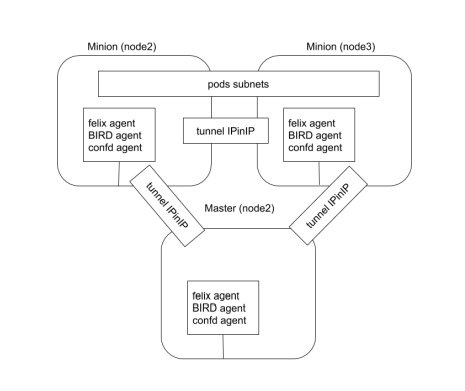 Minion (node2)
Minion (node3)
pods subnets
felix agent
BIRD agent
confd agent
tunnel IPinIP
felix agent
BIRD agent
confd agent
tunnel IPinIP
tunnel IPinIP
Master (node2)
felix agent
BIRD agent
confd agent